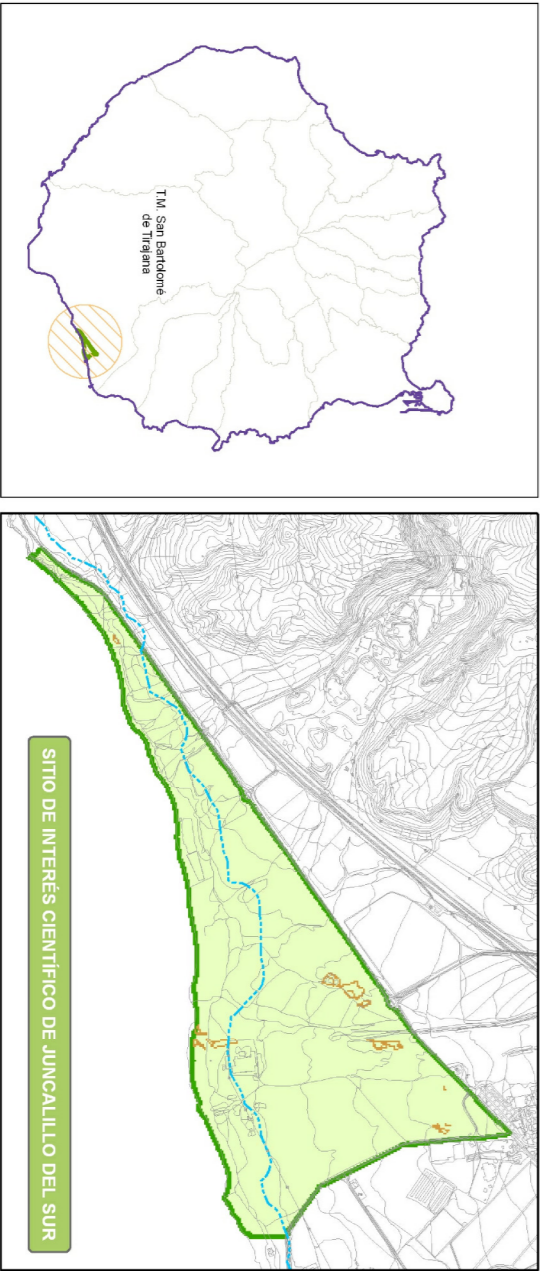 T.M. San Bartolomé
de Tirajana
SITIO DE INTERÉS CIENTÍFICO DE JUNCALILLO DEL SUR